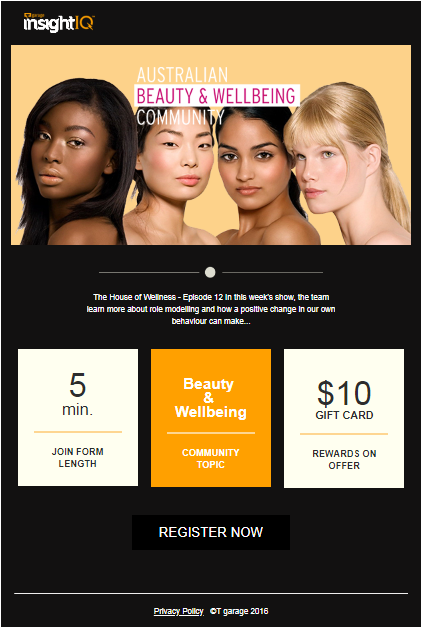 garage
insightIQ
AUSTRALIAN
BEAUTY & WELLBEING
COMMUNITY
The House of Wellness - Episode 12 In this week's show, the team
learn more about role modelling and how a positive change in our own
behaviour can make...
5
min.
JOIN FORM
LENGTH
Beauty
&
Wellbeing
COMMUNITY
TOPIC
$10
GIFT CARD
REWARDS ON
OFFER
REGISTER NOW
Privacy Policy ©T garage 2016